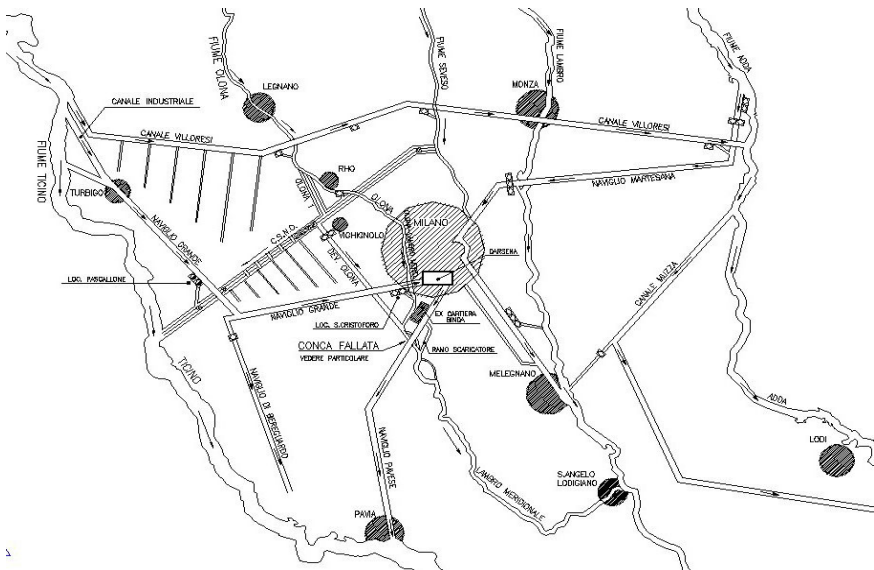 FIUME OLONA
FIUME SEVESO
FIUME LAMBRO
FIUME ADDA
LEGNANO
MONZA
CANALE INDUSTRIALE
CANALE VILLORESI
CANALE VILLORESI
FIUME TICINO
RHO
OLONA
OLONA
NAVIGLIO MARTESANA
TURBIGO
MILANO
C.S.N.O.
DARSENA
NAVIGLIO GRANDE
DEV. OLONA
LOC. PASCALLONE
CANALE MUZZA
NAVIGLIO GRANDE
LOC. S.CRISTOFORO
EX CARTIERA
BINDA
CONCA FALLATA
VEDERE PARTICOLARE
RAMO SCARICATORE
TICINO
MELEGNANO
NAVIGLIO DI BEREGUARDO
ADDA
LODI
NAVIGLIO PAVESE
LAMBRO MERIDIONALE
S.ANGELO
LODIGIANO
PAVIA